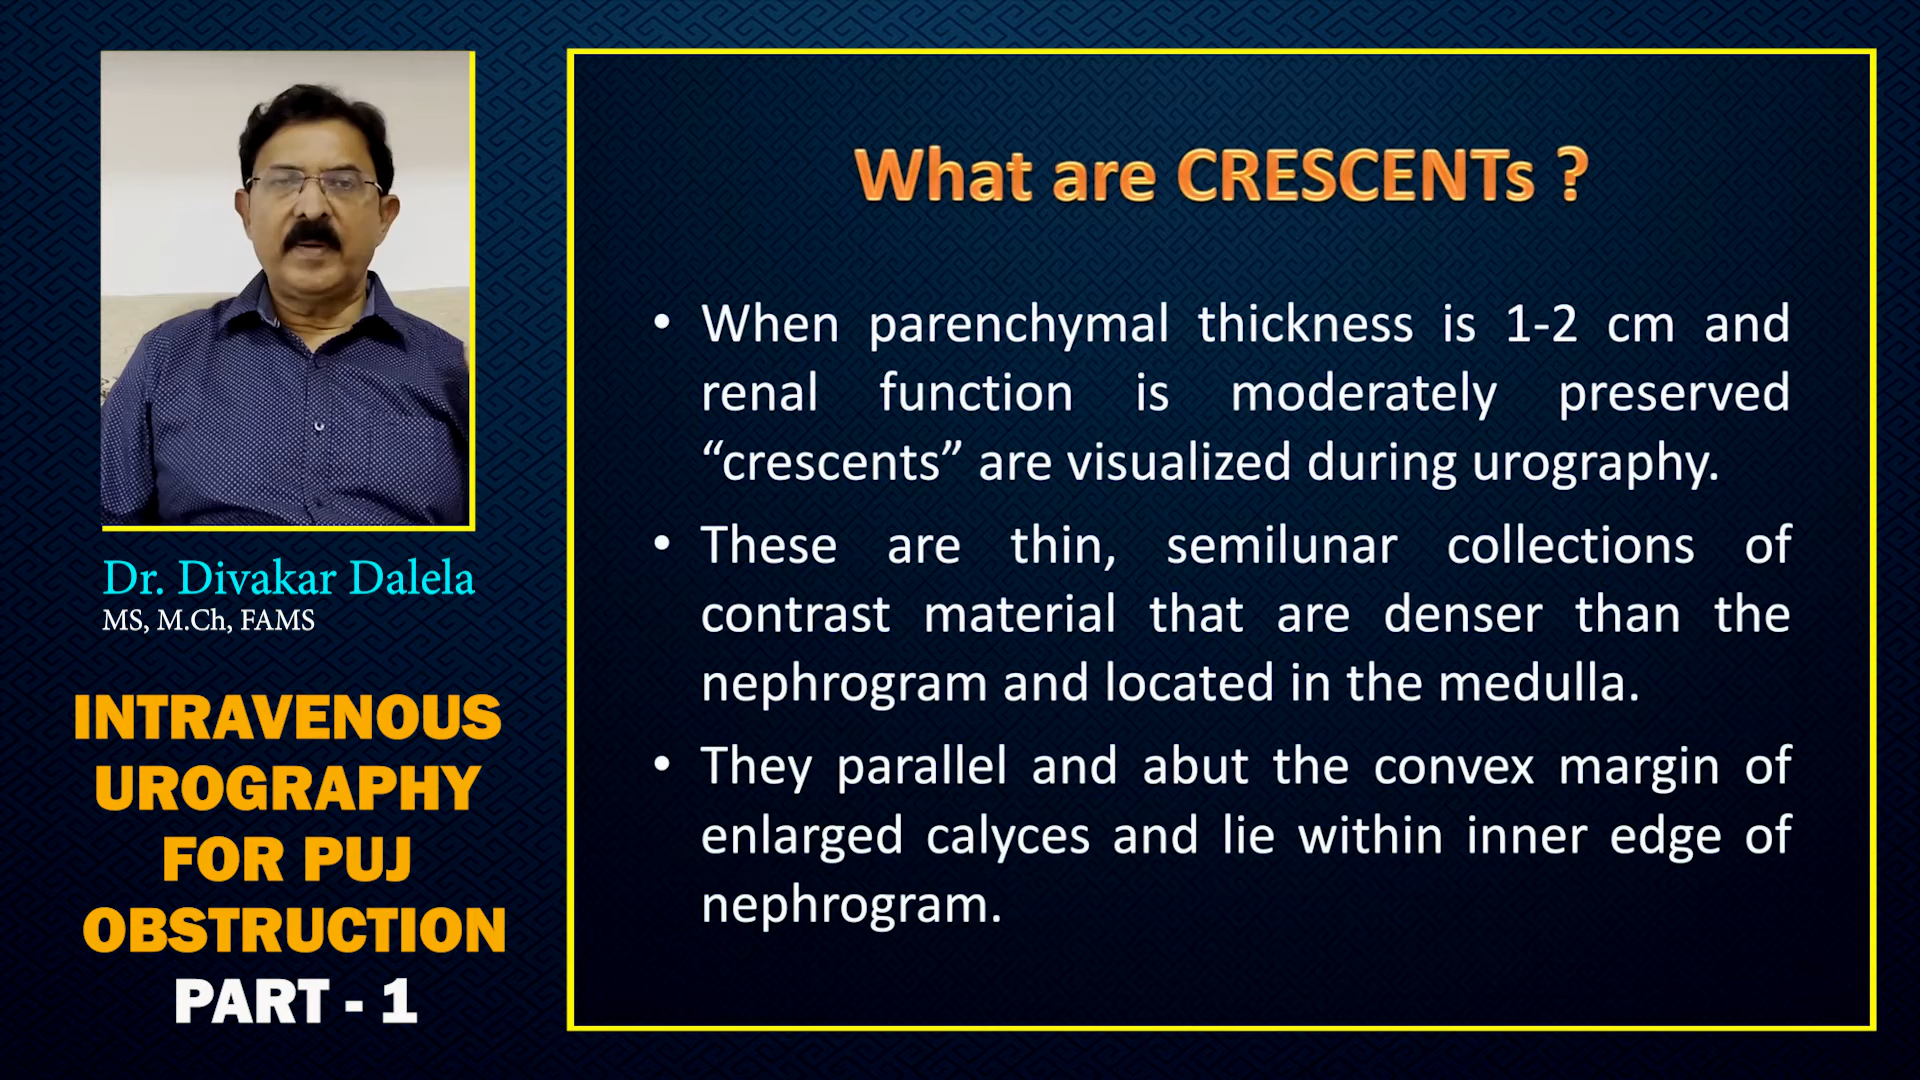 Dr. Divakar Dalela
MS, M.Ch, FAMS
INTRAVENOUS
UROGRAPHY
FOR PUJ
OBSTRUCTION
PART - 1
What are CRESCENTs ?
• When parenchymal thickness is 1-2 cm and
renal function is moderately preserved
“crescents” are visualized during urography.
• These are thin, semilunar collections of
contrast material that are denser than the
nephrogram and located in the medulla.
• They parallel and abut the convex margin of
enlarged calyces and lie within inner edge of
nephrogram.